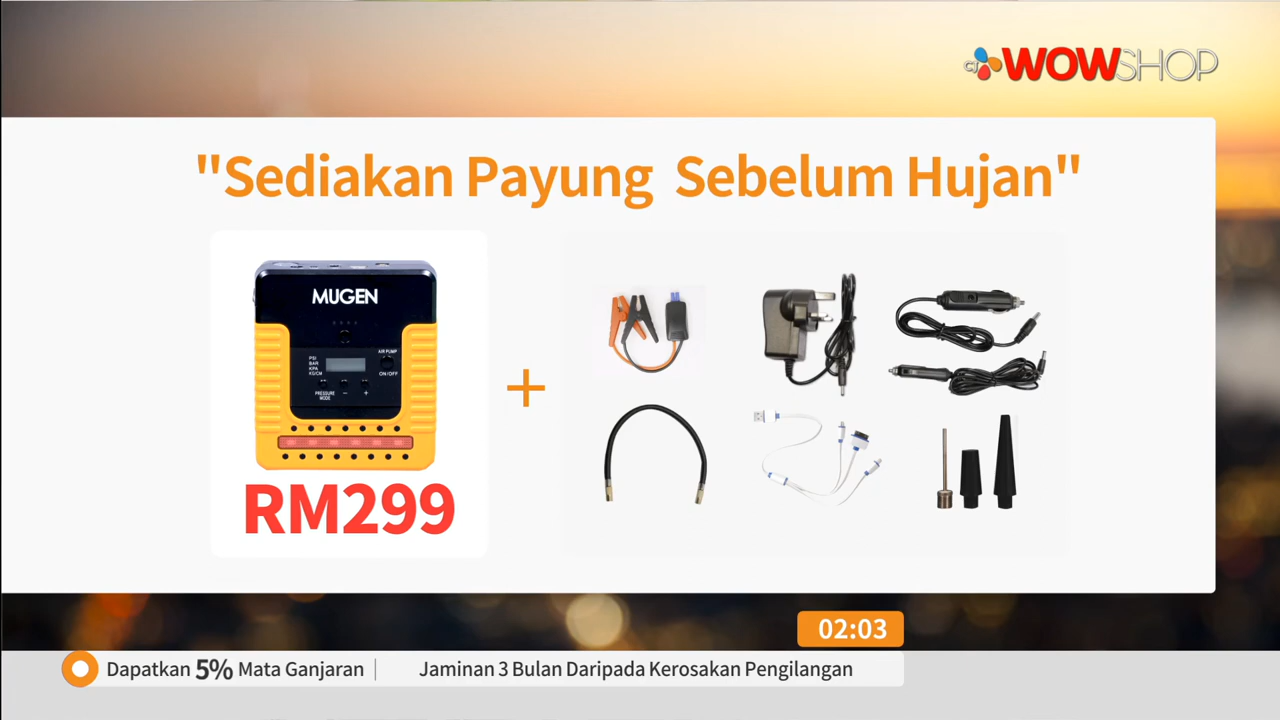 CJ WOWSHOP
"Sediakan Payung Sebelum Hujan"
MUGEN
PSI
BAR
KPA
KG/CM
AIR PUMP
ON/OFF
PRESSURE
MODE
−
+
RM299
+
02:03
Dapatkan 5% Mata Ganjaran | Jaminan 3 Bulan Daripada Kerosakan Pengilangan